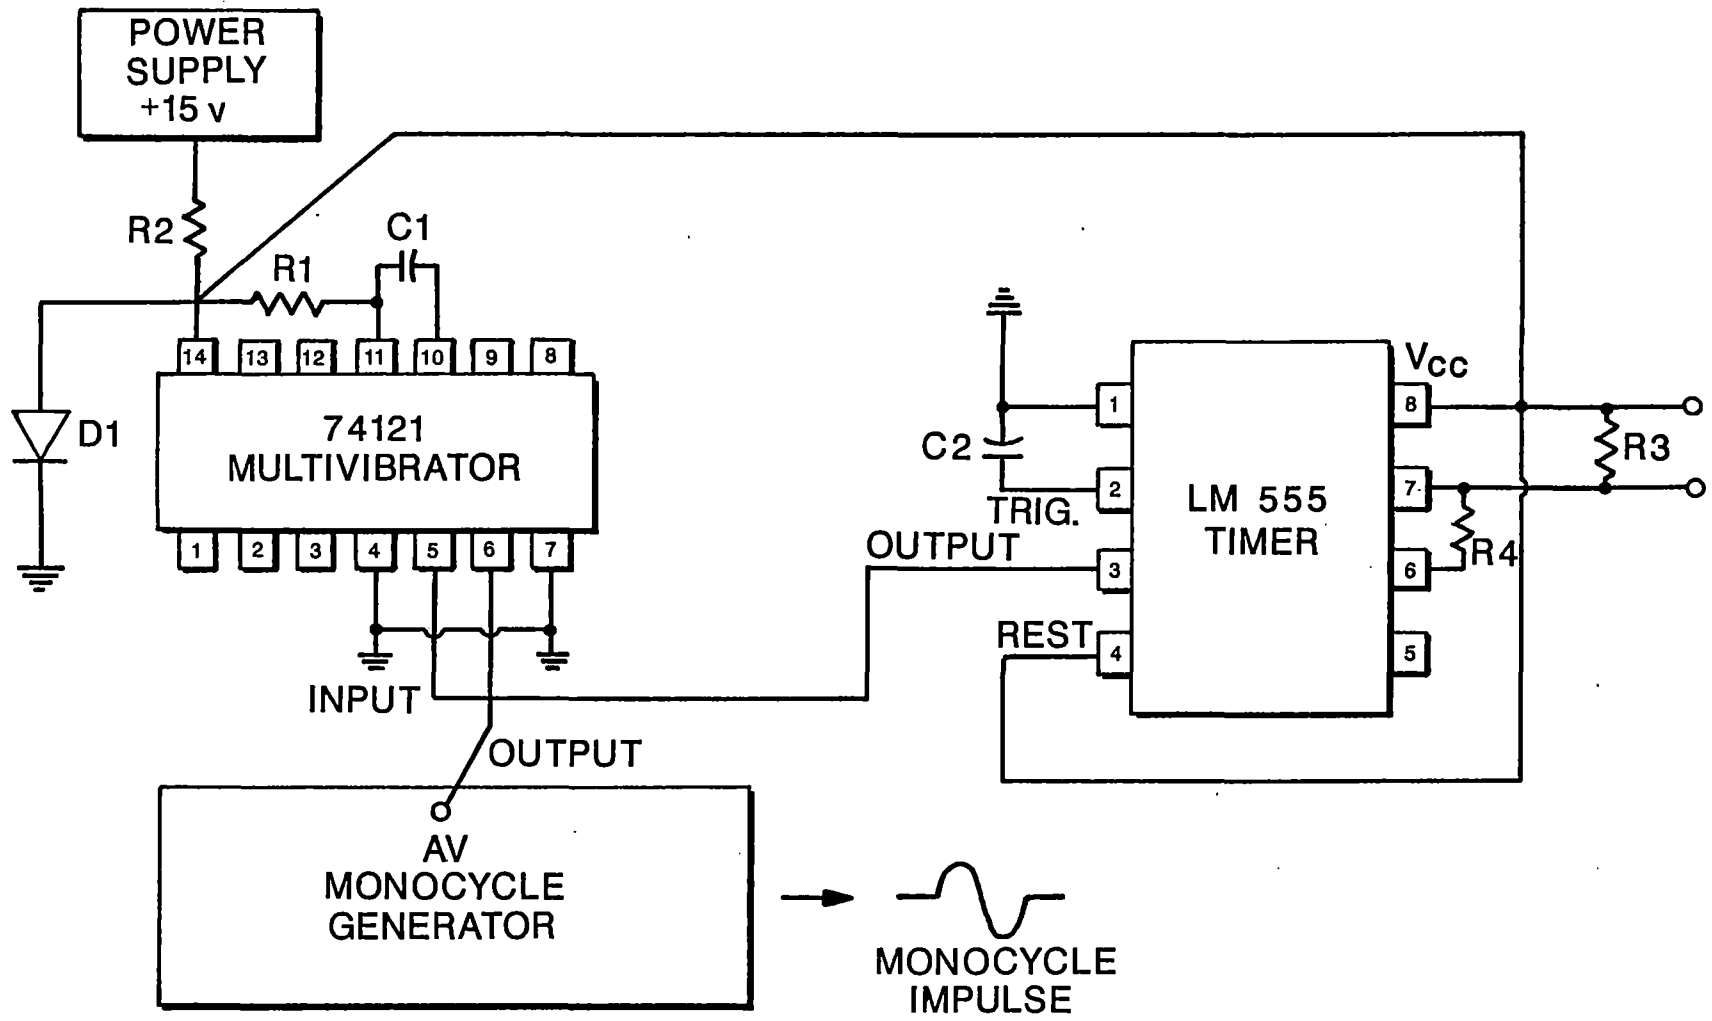 POWER
SUPPLY
+15 v
R2
R1
C1
14 13 12 11 10 9 8
D1
74121
MULTIVIBRATOR
1 2 3 4 5 6 7
INPUT
OUTPUT
AV
MONOCYCLE
GENERATOR
MONOCYCLE
IMPULSE
C2
1
2
TRIG.
OUTPUT
3
REST
4
LM 555
TIMER
VCC
8
7
6
5
R3
R4